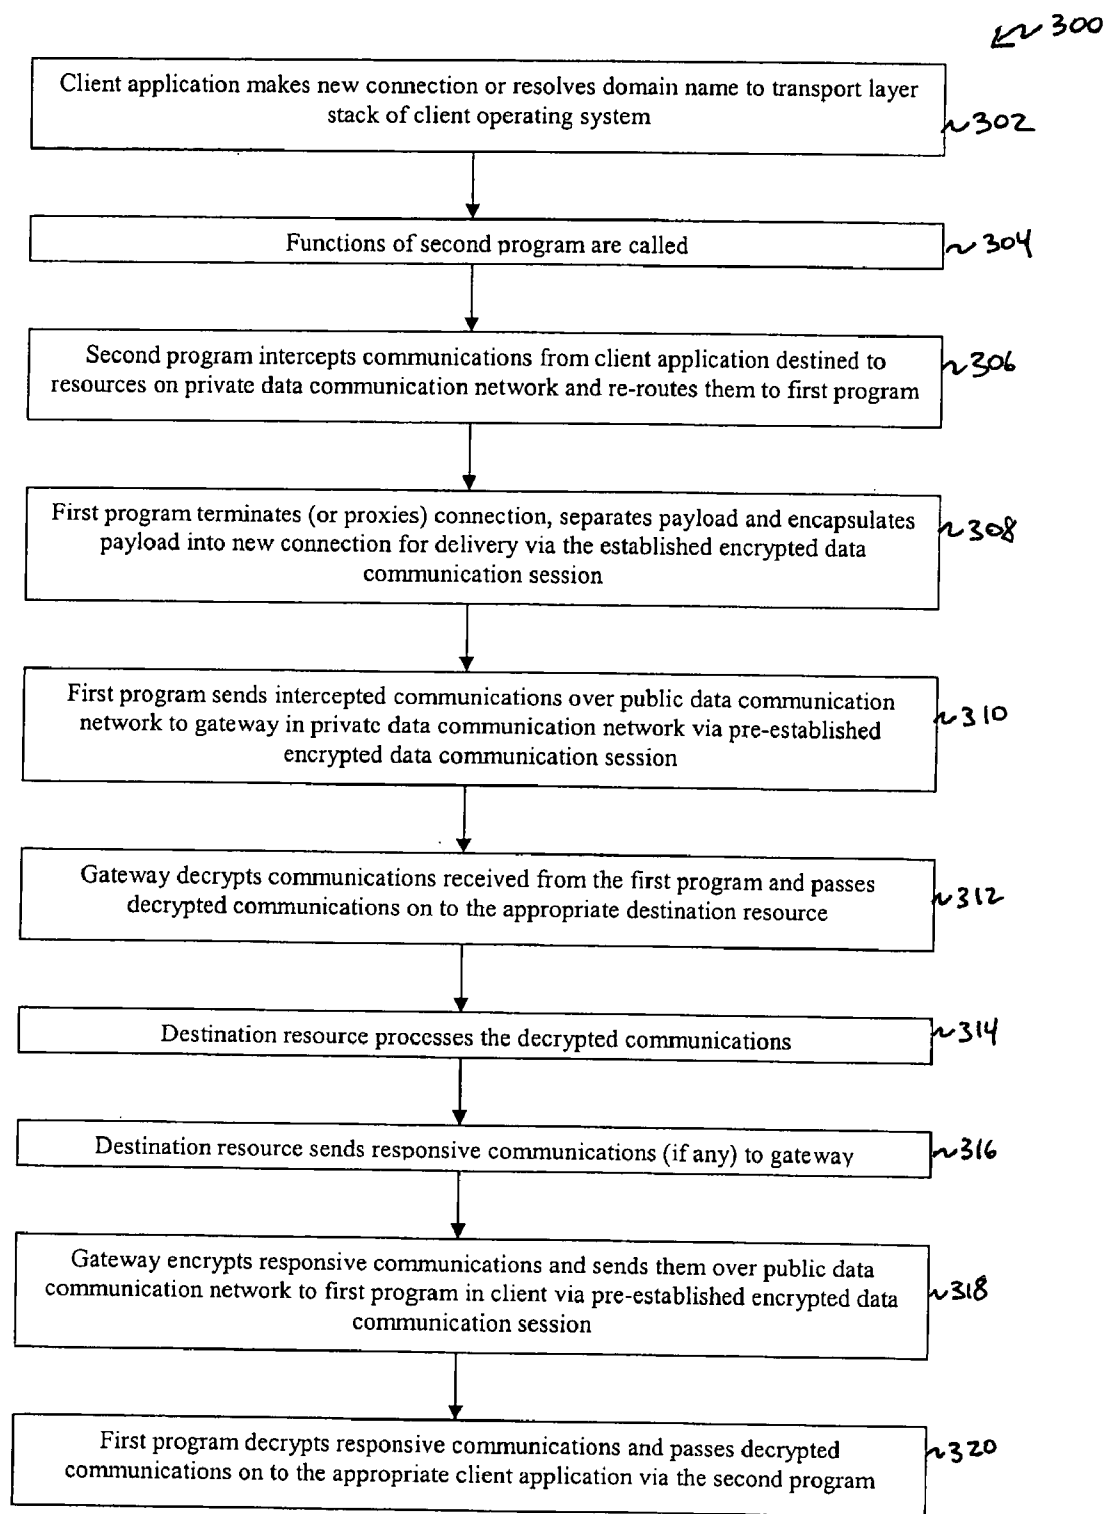 300
Client application makes new connection or resolves domain name to transport layer
stack of client operating system
302
Functions of second program are called
304
Second program intercepts communications from client application destined to
resources on private data communication network and re-routes them to first program
306
First program terminates (or proxies) connection, separates payload and encapsulates
payload into new connection for delivery via the established encrypted data
communication session
308
First program sends intercepted communications over public data communication
network to gateway in private data communication network via pre-established
encrypted data communication session
310
Gateway decrypts communications received from the first program and passes
decrypted communications on to the appropriate destination resource
312
Destination resource processes the decrypted communications
314
Destination resource sends responsive communications (if any) to gateway
316
Gateway encrypts responsive communications and sends them over public data
communication network to first program in client via pre-established encrypted data
communication session
318
First program decrypts responsive communications and passes decrypted
communications on to the appropriate client application via the second program
320